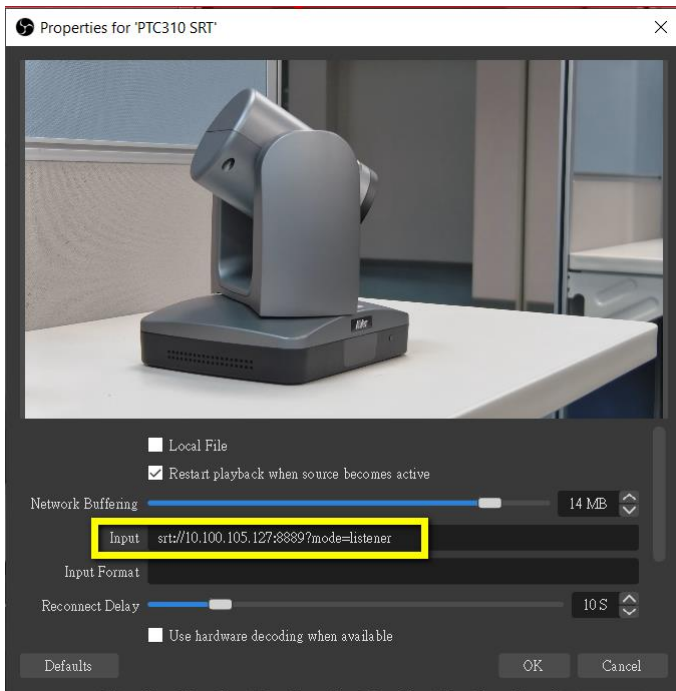 Properties for 'PTC310 SRT'
AVer
Local File
Restart playback when source becomes active
Network Buffering 14 MB
Input srt://10.100.105.127:8889?mode=listener
Input Format
Reconnect Delay 10 S
Use hardware decoding when available
Defaults OK Cancel